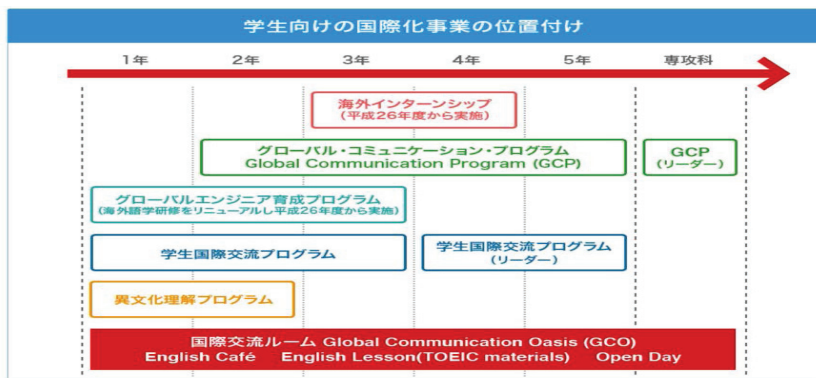 学生向けの国際化事業の位置付け
1年 2年 3年 4年 5年 専攻科
海外インターンシップ
(平成26年度から実施)
グローバル・コミュニケーション・プログラム
Global Communication Program (GCP)
GCP
(リーダー)
グローバルエンジニア育成プログラム
(海外語学研修をリニューアルし平成26年度から実施)
学生国際交流プログラム
学生国際交流プログラム
(リーダー)
異文化理解プログラム
国際交流ルーム Global Communication Oasis (GCO)
English Café English Lesson(TOEIC materials) Open Day